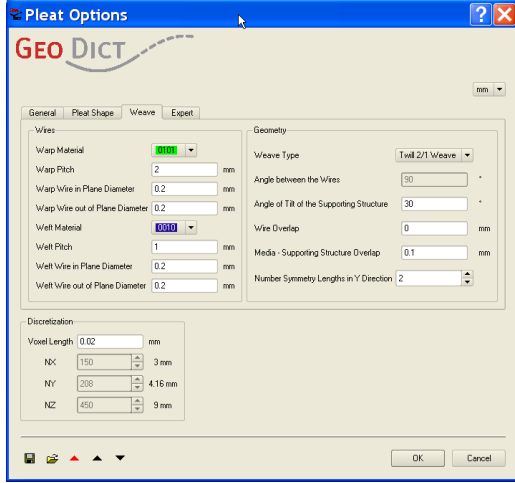 Pleat Options
GEO DICT
mm
General Pleat Shape Weave Expert
Wires
Warp Material 0101
Warp Pitch 2 mm
Warp Wire in Plane Diameter 0.2 mm
Warp Wire out of Plane Diameter 0.2 mm
Weft Material 0010
Weft Pitch 1 mm
Weft Wire in Plane Diameter 0.2 mm
Weft Wire out of Plane Diameter 0.2 mm
Geometry
Weave Type Twill 2/1 Weave
Angle between the Wires 90 °
Angle of Tilt of the Supporting Structure 30 °
Wire Overlap 0 mm
Media - Supporting Structure Overlap 0.1 mm
Number Symmetry Lengths in Y Direction 2
Discretization
Voxel Length 0.02 mm
NX 150 3 mm
NY 208 4.16 mm
NZ 450 9 mm
OK Cancel